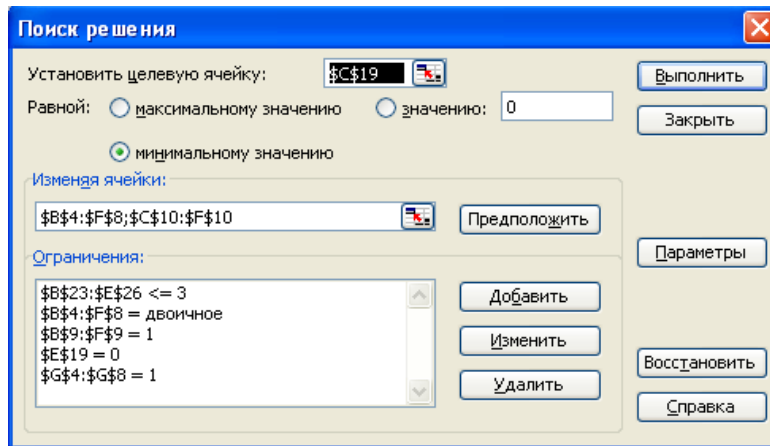 Поиск решения
Установить целевую ячейку: $C$19
Выполнить
Равной: максимальному значению значению: 0
Закрыть
минимальному значению
Изменяя ячейки:
$B$4:$F$8;$C$10:$F$10
Предположить
Параметры
Ограничения:
$B$23:$E$26 <= 3
$B$4:$F$8 = двоичное
$B$9:$F$9 = 1
$E$19 = 0
$G$4:$G$8 = 1
Добавить
Изменить
Удалить
Восстановить
Справка